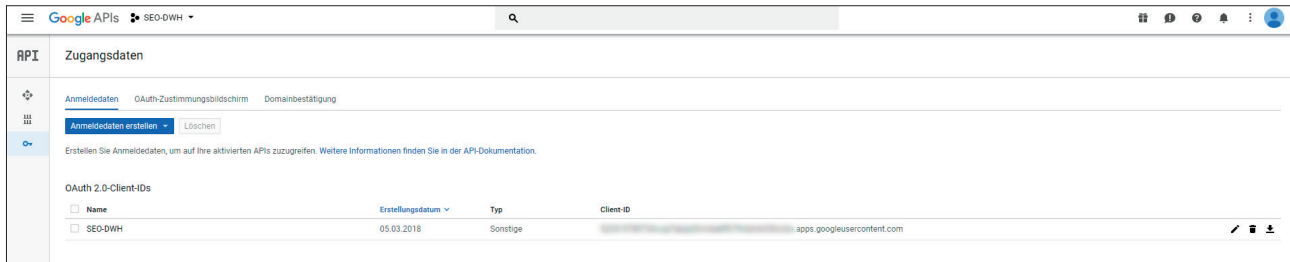 Google APIs SEO-DWH
API Zugangsdaten
Anmeldedaten OAuth-Zustimmungsbildschirm Domainbestätigung
Anmeldedaten erstellen Löschen
Erstellen Sie Anmeldedaten, um auf Ihre aktivierten APIs zuzugreifen. Weitere Informationen finden Sie in der API-Dokumentation.
OAuth 2.0-Client-IDs
Name Erstellungsdatum Typ Client-ID
SEO-DWH 05.03.2018 Sonstige .apps.googleusercontent.com